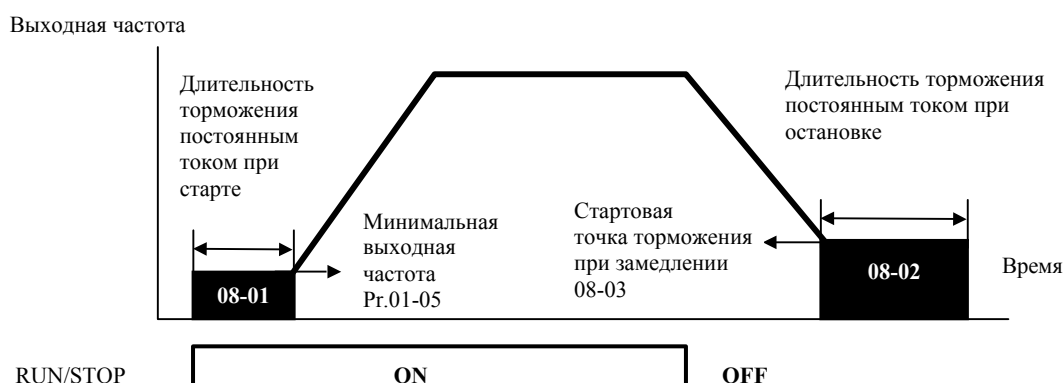 Выходная частота
Длительность
торможения
постоянным
током при
старте
Длительность торможения
постоянным током при
остановке
Минимальная
выходная
частота
Pr.01-05
Стартовая
точка торможения
при замедлении
08-03
08-01
08-02
Время
RUN/STOP
ON
OFF